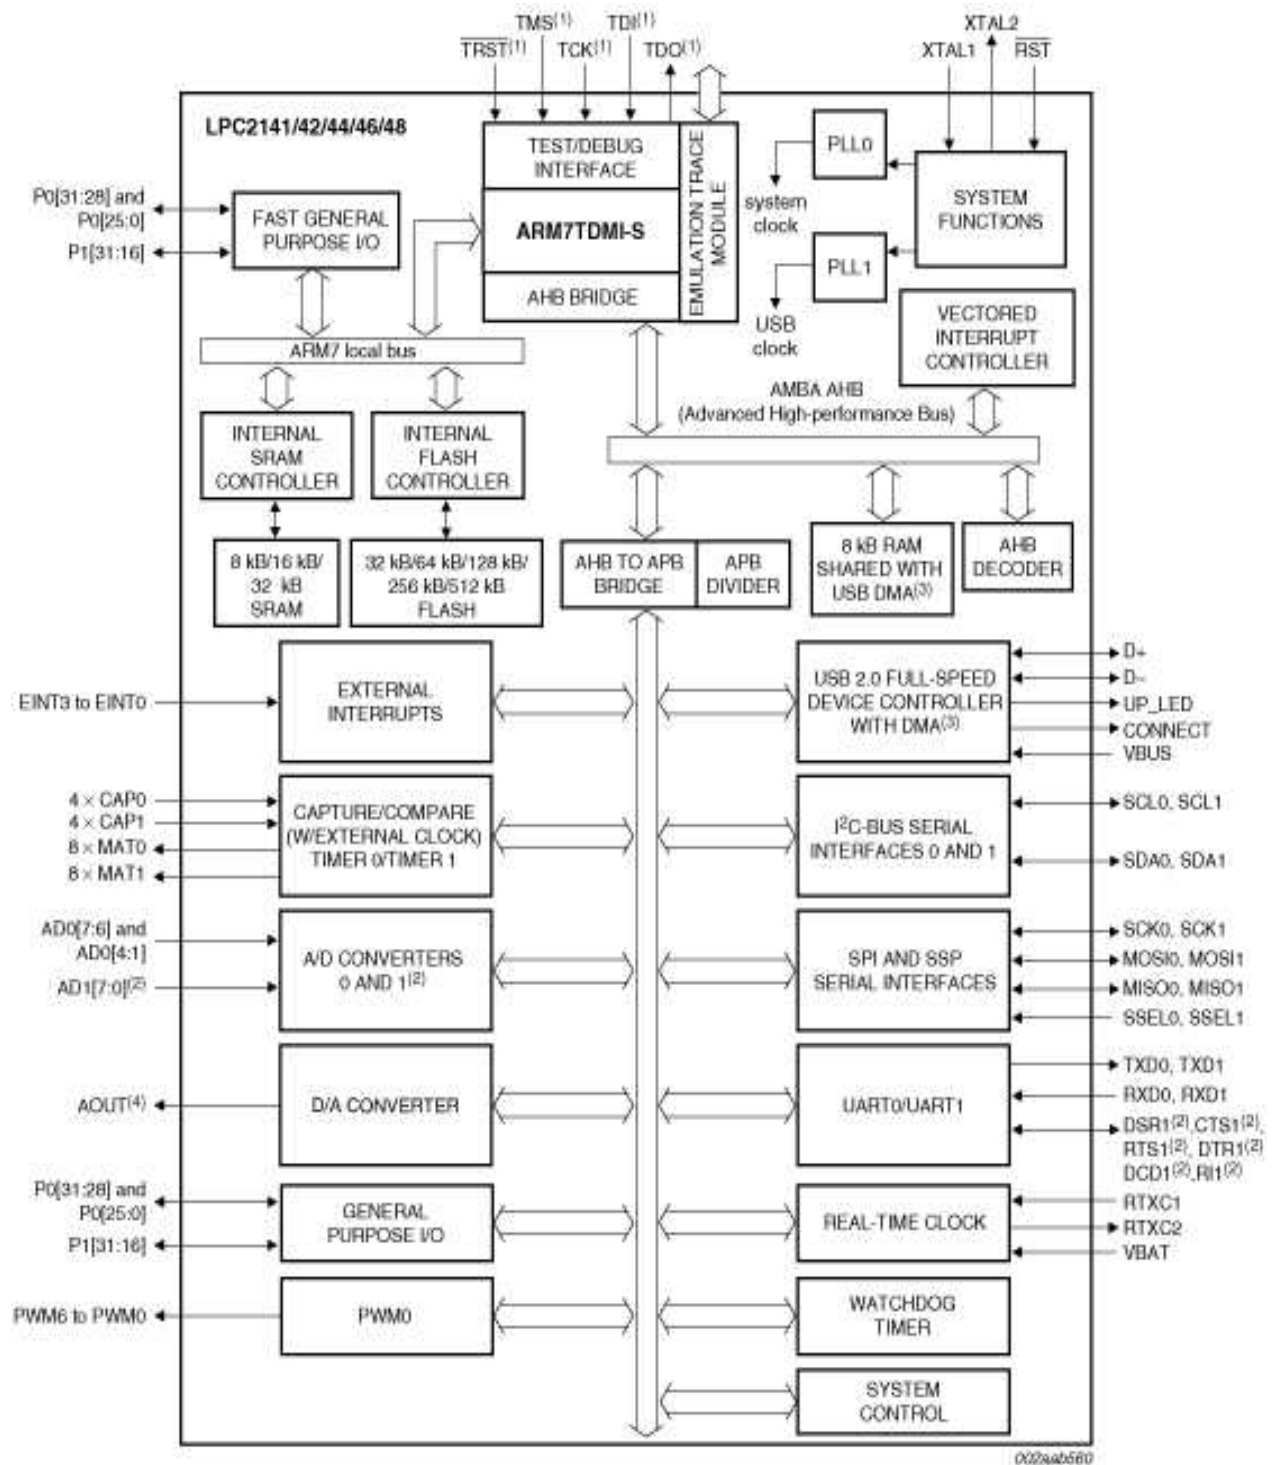 XTAL2
TMS(1) TDI(1)
TRST(1) TCK(1) TDO(1)
XTAL1 RST
LPC2141/42/44/46/48
TEST/DEBUG
INTERFACE
ARM7TDMI-S
AHB BRIDGE
EMULATION TRACE
MODULE
PLL0
system
clock
PLL1
USB
clock
SYSTEM
FUNCTIONS
P0[31:28] and
P0[25:0]
P1[31:16]
FAST GENERAL
PURPOSE I/O
VECTORED
INTERRUPT
CONTROLLER
ARM7 local bus
AMBA AHB
(Advanced High-performance Bus)
INTERNAL
SRAM
CONTROLLER
INTERNAL
FLASH
CONTROLLER
8 kB/16 kB/
32 kB
SRAM
32 kB/64 kB/128 kB/
256 kB/512 kB
FLASH
AHB TO APB
BRIDGE
APB
DIVIDER
8 kB RAM
SHARED WITH
USB DMA(3)
AHB
DECODER
EINT3 to EINT0
EXTERNAL
INTERRUPTS
USB 2.0 FULL-SPEED
DEVICE CONTROLLER
WITH DMA(3)
D+
D−
UP_LED
CONNECT
VBUS
4 × CAP0
4 × CAP1
8 × MAT0
8 × MAT1
CAPTURE/COMPARE
(W/EXTERNAL CLOCK)
TIMER 0/TIMER 1
I2C-BUS SERIAL
INTERFACES 0 AND 1
SCL0, SCL1
SDA0, SDA1
AD0[7:6] and
AD0[4:1]
AD1[7:0](2)
A/D CONVERTERS
0 AND 1(2)
SPI AND SSP
SERIAL INTERFACES
SCK0, SCK1
MOSI0, MOSI1
MISO0, MISO1
SSEL0, SSEL1
AOUT(4)
D/A CONVERTER
UART0/UART1
TXD0, TXD1
RXD0, RXD1
DSR1(2),CTS1(2),
RTS1(2), DTR1(2)
DCD1(2),RI1(2)
P0[31:28] and
P0[25:0]
P1[31:16]
GENERAL
PURPOSE I/O
REAL-TIME CLOCK
RTXC1
RTXC2
VBAT
PWM6 to PWM0
PWM0
WATCHDOG
TIMER
SYSTEM
CONTROL
002aab560